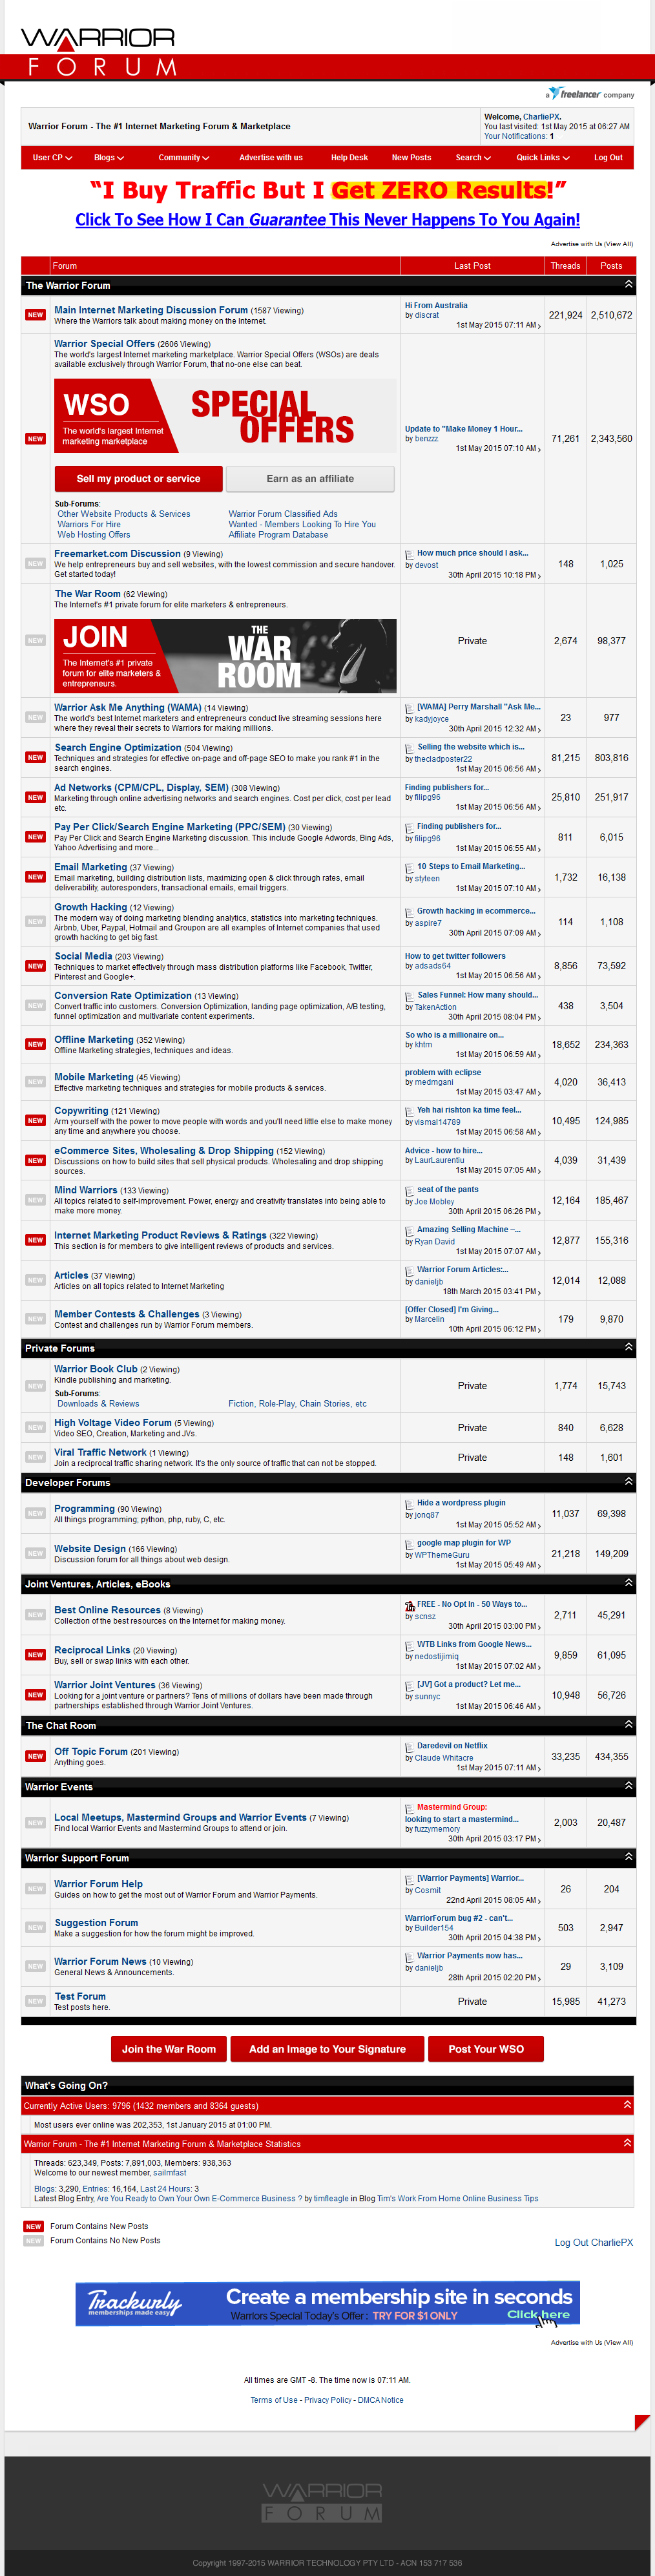 WARRIOR
FORUM
a freelancer company
Warrior Forum - The #1 Internet Marketing Forum & Marketplace
Welcome, CharliePX.
You last visited: 1st May 2015 at 06:27 AM
Your Notifications: 1
User CP Blogs Community Advertise with us Help Desk New Posts Search Quick Links Log Out
“I Buy Traffic But I Get ZERO Results!”
Click To See How I Can Guarantee This Never Happens To You Again!
Advertise with Us (View All)
Forum Last Post Threads Posts
The Warrior Forum
NEW
Main Internet Marketing Discussion Forum (1587 Viewing)
Where the Warriors talk about making money on the Internet.
Hi From Australia
by discrat
1st May 2015 07:11 AM
221,924 2,510,672
NEW
Warrior Special Offers (2606 Viewing)
The world's largest Internet marketing marketplace. Warrior Special Offers (WSOs) are deals
available exclusively through Warrior Forum, that no-one else can beat.
WSO
The world's largest Internet
marketing marketplace
SPECIAL
OFFERS
Sell my product or service Earn as an affiliate
Sub-Forums:
Other Website Products & Services Warrior Forum Classified Ads
Warriors For Hire Wanted - Members Looking To Hire You
Web Hosting Offers Affiliate Program Database
Update to "Make Money 1 Hour...
by benzzz
1st May 2015 07:10 AM
71,261 2,343,560
NEW
Freemarket.com Discussion (9 Viewing)
We help entrepreneurs buy and sell websites, with the lowest commission and secure handover.
Get started today!
How much price should I ask...
by devost
30th April 2015 10:18 PM
148 1,025
NEW
The War Room (62 Viewing)
The Internet's #1 private forum for elite marketers & entrepreneurs.
JOIN
The Internet's #1 private
forum for elite marketers &
entrepreneurs.
THE
WAR
ROOM
Private 2,674 98,377
NEW
Warrior Ask Me Anything (WAMA) (14 Viewing)
The world's best Internet marketers and entrepreneurs conduct live streaming sessions here
where they reveal their secrets to Warriors for making millions.
[WAMA] Perry Marshall "Ask Me...
by kadyjoyce
30th April 2015 12:32 AM
23 977
NEW
Search Engine Optimization (504 Viewing)
Techniques and strategies for effective on-page and off-page SEO to make you rank #1 in the
search engines.
Selling the website which is...
by thecladposter22
1st May 2015 06:56 AM
81,215 803,816
NEW
Ad Networks (CPM/CPL, Display, SEM) (308 Viewing)
Marketing through online advertising networks and search engines. Cost per click, cost per lead
etc.
Finding publishers for...
by filipg96
1st May 2015 06:56 AM
25,810 251,917
NEW
Pay Per Click/Search Engine Marketing (PPC/SEM) (30 Viewing)
Pay Per Click and Search Engine Marketing discussion. This include Google Adwords, Bing Ads,
Yahoo Advertising and more...
Finding publishers for...
by filipg96
1st May 2015 06:55 AM
811 6,015
NEW
Email Marketing (37 Viewing)
Email marketing, building distribution lists, maximizing open & click through rates, email
deliverability, autoresponders, transactional emails, email triggers.
10 Steps to Email Marketing...
by styteen
1st May 2015 07:10 AM
1,732 16,138
NEW
Growth Hacking (12 Viewing)
The modern way of doing marketing blending analytics, statistics into marketing techniques.
Airbnb, Uber, Paypal, Hotmail and Groupon are all examples of Internet companies that used
growth hacking to get big fast.
Growth hacking in ecommerce...
by aspire7
30th April 2015 07:09 AM
114 1,108
NEW
Social Media (203 Viewing)
Techniques to market effectively through mass distribution platforms like Facebook, Twitter,
Pinterest and Google+.
How to get twitter followers
by adsads64
1st May 2015 06:56 AM
8,856 73,592
NEW
Conversion Rate Optimization (13 Viewing)
Convert traffic into customers. Conversion Optimization, landing page optimization, A/B testing,
funnel optimization and multivariate content experiments.
Sales Funnel: How many should...
by TakenAction
30th April 2015 08:04 PM
438 3,504
NEW
Offline Marketing (352 Viewing)
Offline Marketing strategies, techniques and ideas.
So who is a millionaire on...
by khtm
1st May 2015 06:59 AM
18,652 234,363
NEW
Mobile Marketing (45 Viewing)
Effective marketing techniques and strategies for mobile products & services.
problem with eclipse
by medmgani
1st May 2015 03:47 AM
4,020 36,413
NEW
Copywriting (121 Viewing)
Arm yourself with the power to move people with words and you'll need little else to make money
any time and anywhere you choose.
Yeh hai rishton ka time feel...
by vismal14789
1st May 2015 06:58 AM
10,495 124,985
NEW
eCommerce Sites, Wholesaling & Drop Shipping (152 Viewing)
Discussions on how to build sites that sell physical products. Wholesaling and drop shipping
sources.
Advice - how to hire...
by LaurLaurentiu
1st May 2015 07:05 AM
4,039 31,439
NEW
Mind Warriors (133 Viewing)
All topics related to self-improvement. Power, energy and creativity translates into being able to
make more money.
seat of the pants
by Joe Mobley
30th April 2015 06:26 PM
12,164 185,467
NEW
Internet Marketing Product Reviews & Ratings (322 Viewing)
This section is for members to give intelligent reviews of products and services.
Amazing Selling Machine –...
by Ryan David
1st May 2015 07:07 AM
12,877 155,316
NEW
Articles (37 Viewing)
Articles on all topics related to Internet Marketing
Warrior Forum Articles:...
by danieljb
18th March 2015 03:41 PM
12,014 12,088
NEW
Member Contests & Challenges (3 Viewing)
Contest and challenges run by Warrior Forum members.
[Offer Closed] I'm Giving...
by Marcelin
10th April 2015 06:12 PM
179 9,870
Private Forums
NEW
Warrior Book Club (2 Viewing)
Kindle publishing and marketing.
Sub-Forums:
Downloads & Reviews Fiction, Role-Play, Chain Stories, etc
Private 1,774 15,743
NEW
High Voltage Video Forum (5 Viewing)
Video SEO, Creation, Marketing and JVs.
Private 840 6,628
NEW
Viral Traffic Network (1 Viewing)
Join a reciprocal traffic sharing network. It's the only source of traffic that can not be stopped.
Private 148 1,601
Developer Forums
NEW
Programming (90 Viewing)
All things programming; python, php, ruby, C, etc.
Hide a wordpress plugin
by jonq87
1st May 2015 05:52 AM
11,037 69,398
NEW
Website Design (166 Viewing)
Discussion forum for all things about web design.
google map plugin for WP
by WPThemeGuru
1st May 2015 05:49 AM
21,218 149,209
Joint Ventures, Articles, eBooks
NEW
Best Online Resources (8 Viewing)
Collection of the best resources on the Internet for making money.
FREE - No Opt In - 50 Ways to...
by scnsz
30th April 2015 03:00 PM
2,711 45,291
NEW
Reciprocal Links (20 Viewing)
Buy, sell or swap links with each other.
WTB Links from Google News...
by nedostijimiq
1st May 2015 07:02 AM
9,859 61,095
NEW
Warrior Joint Ventures (36 Viewing)
Looking for a joint venture or partners? Tens of millions of dollars have been made through
partnerships established through Warrior Joint Ventures.
[JV] Got a product? Let me...
by sunnyc
1st May 2015 06:46 AM
10,948 56,726
The Chat Room
NEW
Off Topic Forum (201 Viewing)
Anything goes.
Daredevil on Netflix
by Claude Whitacre
1st May 2015 07:11 AM
33,235 434,355
Warrior Events
NEW
Local Meetups, Mastermind Groups and Warrior Events (7 Viewing)
Find local Warrior Events and Mastermind Groups to attend or join.
Mastermind Group:
looking to start a mastermind...
by fuzzymemory
30th April 2015 03:17 PM
2,003 20,487
Warrior Support Forum
NEW
Warrior Forum Help
Guides on how to get the most out of Warrior Forum and Warrior Payments.
[Warrior Payments] Warrior...
by Cosmit
22nd April 2015 08:05 AM
26 204
NEW
Suggestion Forum
Make a suggestion for how the forum might be improved.
WarriorForum bug #2 - can't...
by Builder154
30th April 2015 04:38 PM
503 2,947
NEW
Warrior Forum News (10 Viewing)
General News & Announcements.
Warrior Payments now has...
by danieljb
28th April 2015 02:20 PM
29 3,109
NEW
Test Forum
Test posts here.
Private 15,985 41,273
Join the War Room Add an Image to Your Signature Post Your WSO
What's Going On?
Currently Active Users: 9796 (1432 members and 8364 guests)
Most users ever online was 202,353, 1st January 2015 at 01:00 PM.
Warrior Forum - The #1 Internet Marketing Forum & Marketplace Statistics
Threads: 623,349, Posts: 7,891,003, Members: 938,363
Welcome to our newest member, sailmfast
Blogs: 3,290, Entries: 16,164, Last 24 Hours: 3
Latest Blog Entry, Are You Ready to Own Your Own E-Commerce Business ? by timfleagle in Blog Tim's Work From Home Online Business Tips
NEW Forum Contains New Posts
NEW Forum Contains No New Posts
Log Out CharliePX
Trackurly
memberships made easy
Create a membership site in seconds
Warriors Special Today's Offer : TRY FOR $1 ONLY
Click here
Advertise with Us (View All)
All times are GMT -8. The time now is 07:11 AM.
Terms of Use - Privacy Policy - DMCA Notice
WARRIOR
FORUM
Copyright 1997-2015 WARRIOR TECHNOLOGY PTY LTD - ACN 153 717 536